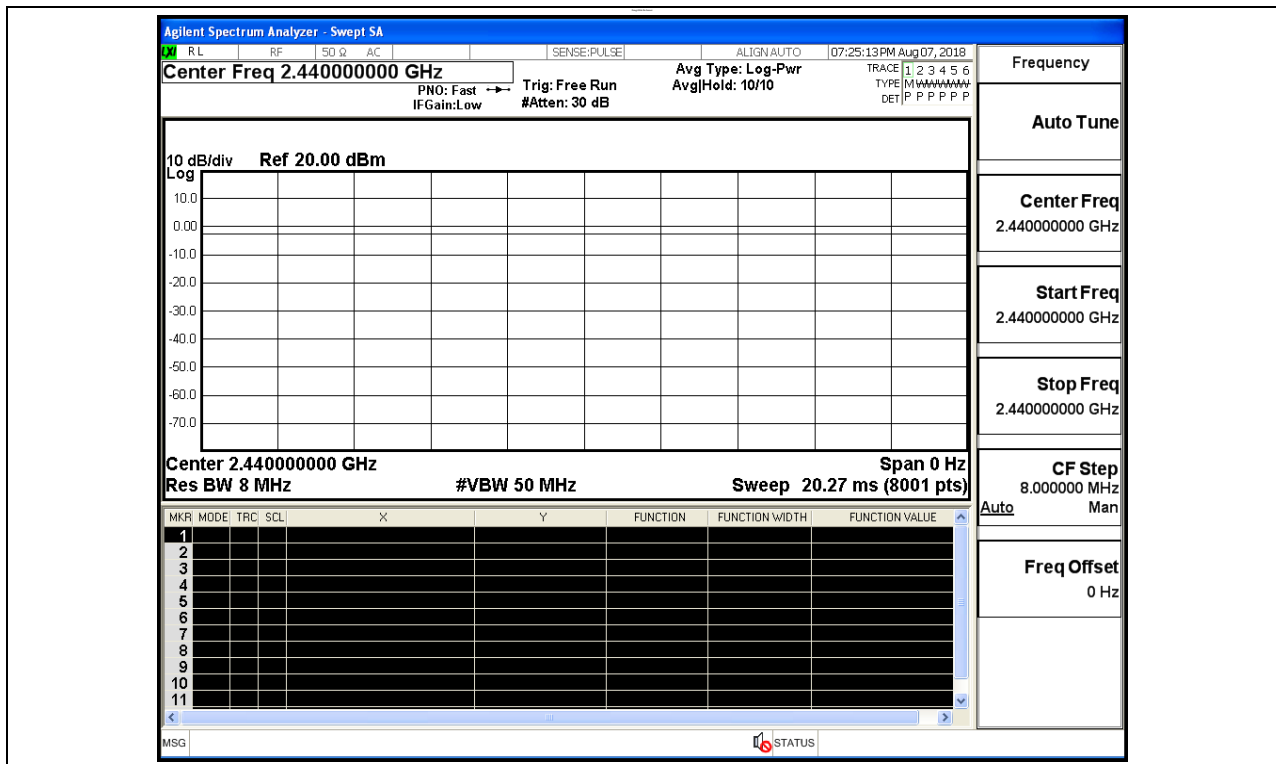 Agilent Spectrum Analyzer - Swept SA
LXI RL RF 50 Ω AC SENSE:PULSE ALIGN AUTO 07:25:13 PM Aug 07, 2018
Center Freq 2.440000000 GHz
PNO: Fast
IFGain:Low
Trig: Free Run
#Atten: 30 dB
Avg Type: Log-Pwr
Avg|Hold: 10/10
TRACE 1 2 3 4 5 6
TYPE M W W W W W
DET P P P P P P
10 dB/div Ref 20.00 dBm
Log
10.0
0.00
-10.0
-20.0
-30.0
-40.0
-50.0
-60.0
-70.0
Center 2.440000000 GHz Span 0 Hz
Res BW 8 MHz #VBW 50 MHz Sweep 20.27 ms (8001 pts)
MKR MODE TRC SCL X Y FUNCTION FUNCTION WIDTH FUNCTION VALUE
1
2
3
4
5
6
7
8
9
10
11
MSG STATUS
Frequency
Auto Tune
Center Freq
2.440000000 GHz
Start Freq
2.440000000 GHz
Stop Freq
2.440000000 GHz
CF Step
8.000000 MHz
Auto Man
Freq Offset
0 Hz